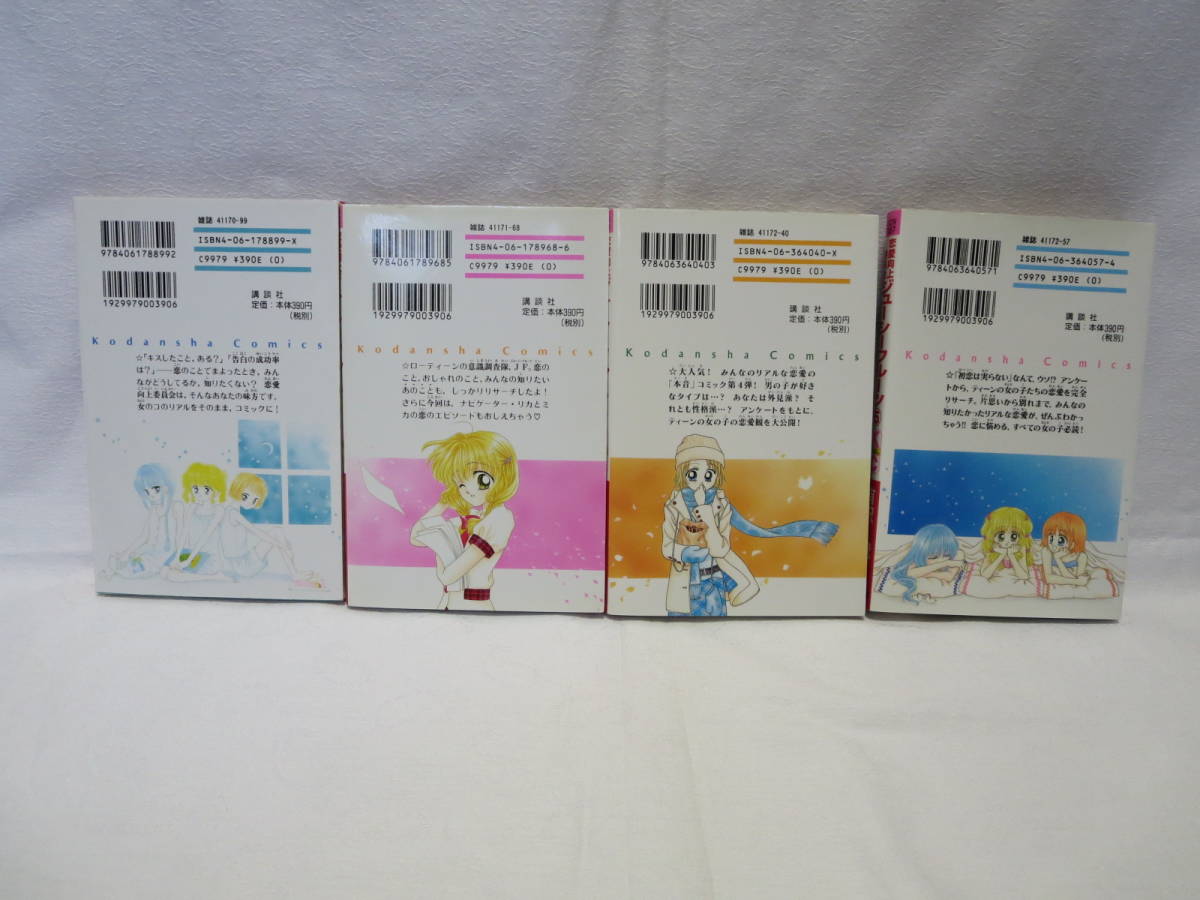 雑誌 41170-99
9784061788992
ISBN4-06-178899-X
C9979 ¥390E (0)
1929979003906
講談社
定価：本体390円
(税別)
Kodansha Comics
☆「キスしたこと、ある？」「告白の成功率
は？」——恋のことでまよったとき、みん
なかどうしてるか、知りたくない？ 恋愛
向上委員会は、そんなあなたの味方です。
女のコのリアルをそのまま、コミックに！
雑誌 41171-68
9784061789685
ISBN4-06-178968-6
C9979 ¥390E (0)
1929979003906
講談社
定価：本体390円
(税別)
Kodansha Comics
☆ローティーンの意識調査隊、JF。恋の
こと、おしゃれのこと、みんなの知りたい
あのことも、しっかりリサーチしたよ！
さらに今回は、ナビゲーター・リカとミ
カの恋のエピソードもおしえちゃう♡
雑誌 41172-40
9784063640403
ISBN4-06-364040-X
C9979 ¥390E (0)
1929979003906
講談社
定価：本体390円
(税別)
Kodansha Comics
☆大人気！ みんなのリアルな恋愛の
「本音」コミック第4弾！ 男の子が好き
なタイプは…？ あなたは外見派？ そ
れとも性格派…？ アンケートをもとに、
ティーンの女の子の恋愛観を大公開！
恋愛向上ジューシーフルーツ
雑誌 41172-57
9784063640571
ISBN4-06-364057-4
C9979 ¥390E (0)
1929979003906
講談社
定価：本体390円
(税別)
Kodansha Comics
☆「初恋は実らない」なんて、ウソ!? アンケー
トから、ティーンの女の子たちの恋愛を完全
リサーチ。片思いから別れまで、みんなの
知りたかったリアルな恋愛が、ぜんぶわかっ
ちゃう!! 恋に悩める、すべての女の子必読！